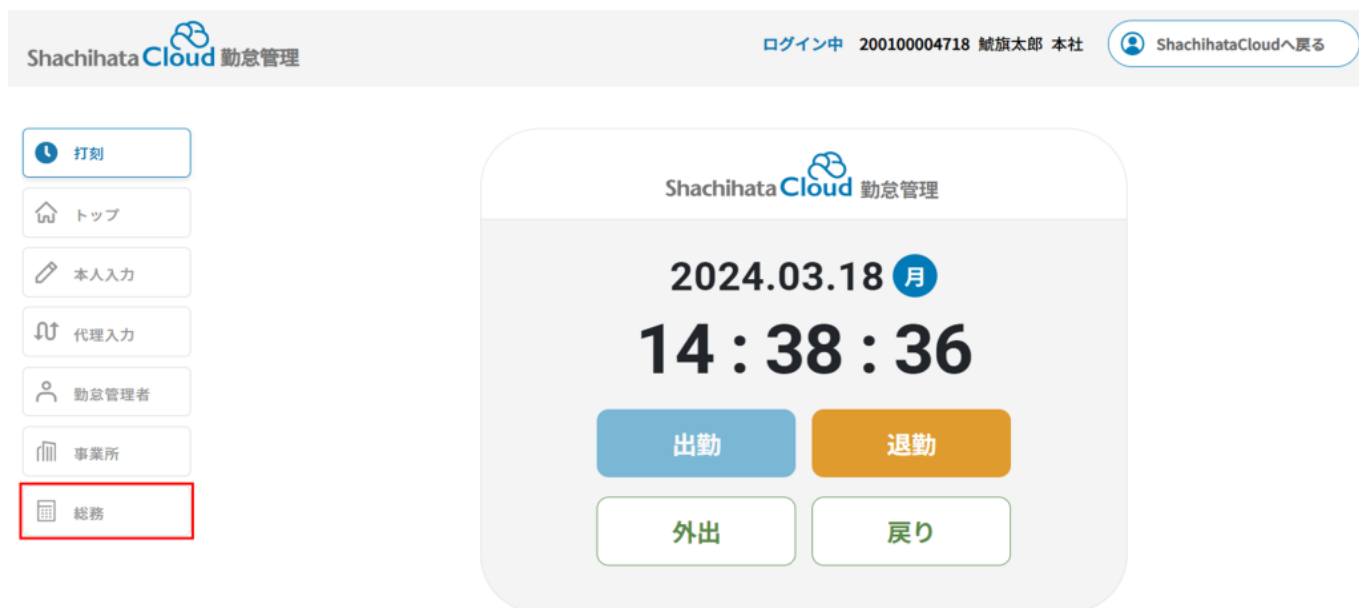 Shachihata Cloud 勤怠管理
ログイン中 200100004718 鯱旗太郎 本社
ShachihataCloudへ戻る
打刻
トップ
本人入力
代理入力
勤怠管理者
事業所
総務
Shachihata Cloud 勤怠管理
2024.03.18 月
14 : 38 : 36
出勤 退勤
外出 戻り